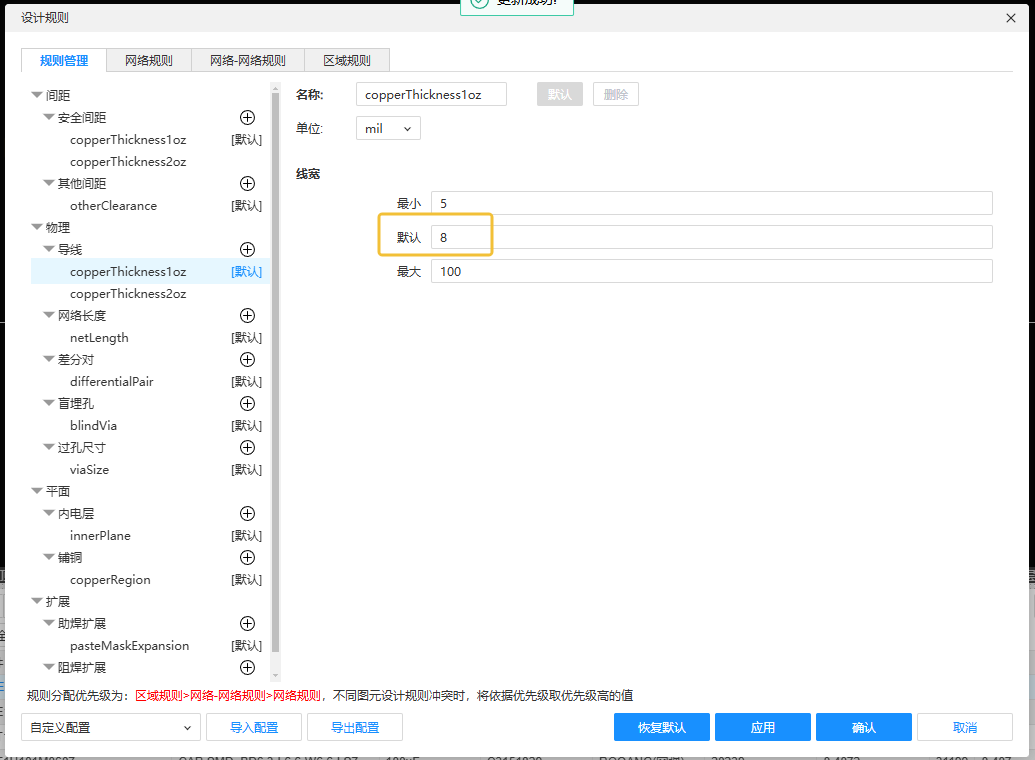 更新成功!
设计规则
规则管理 网络规则 网络-网络规则 区域规则
间距
安全间距
copperThickness1oz [默认]
copperThickness2oz
其他间距
otherClearance [默认]
物理
导线
copperThickness1oz [默认]
copperThickness2oz
网络长度
netLength [默认]
差分对
differentialPair [默认]
盲埋孔
blindVia [默认]
过孔尺寸
viaSize [默认]
平面
内电层
innerPlane [默认]
铺铜
copperRegion [默认]
扩展
助焊扩展
pasteMaskExpansion [默认]
阻焊扩展
名称: copperThickness1oz 默认 删除
单位: mil
线宽
最小 5
默认 8
最大 100
规则分配优先级为：区域规则>网络-网络规则>网络规则，不同图元设计规则冲突时，将依据优先级取优先级高的值
自定义配置 导入配置 导出配置 恢复默认 应用 确认 取消